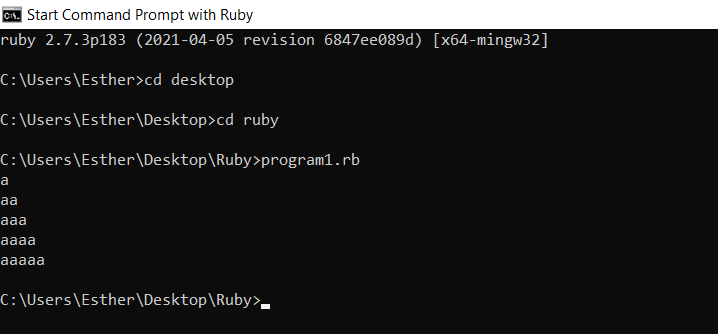 Start Command Prompt with Ruby
ruby 2.7.3p183 (2021-04-05 revision 6847ee089d) [x64-mingw32]
C:\Users\Esther>cd desktop
C:\Users\Esther\Desktop>cd ruby
C:\Users\Esther\Desktop\Ruby>program1.rb
a
aa
aaa
aaaa
aaaaa
C:\Users\Esther\Desktop\Ruby>